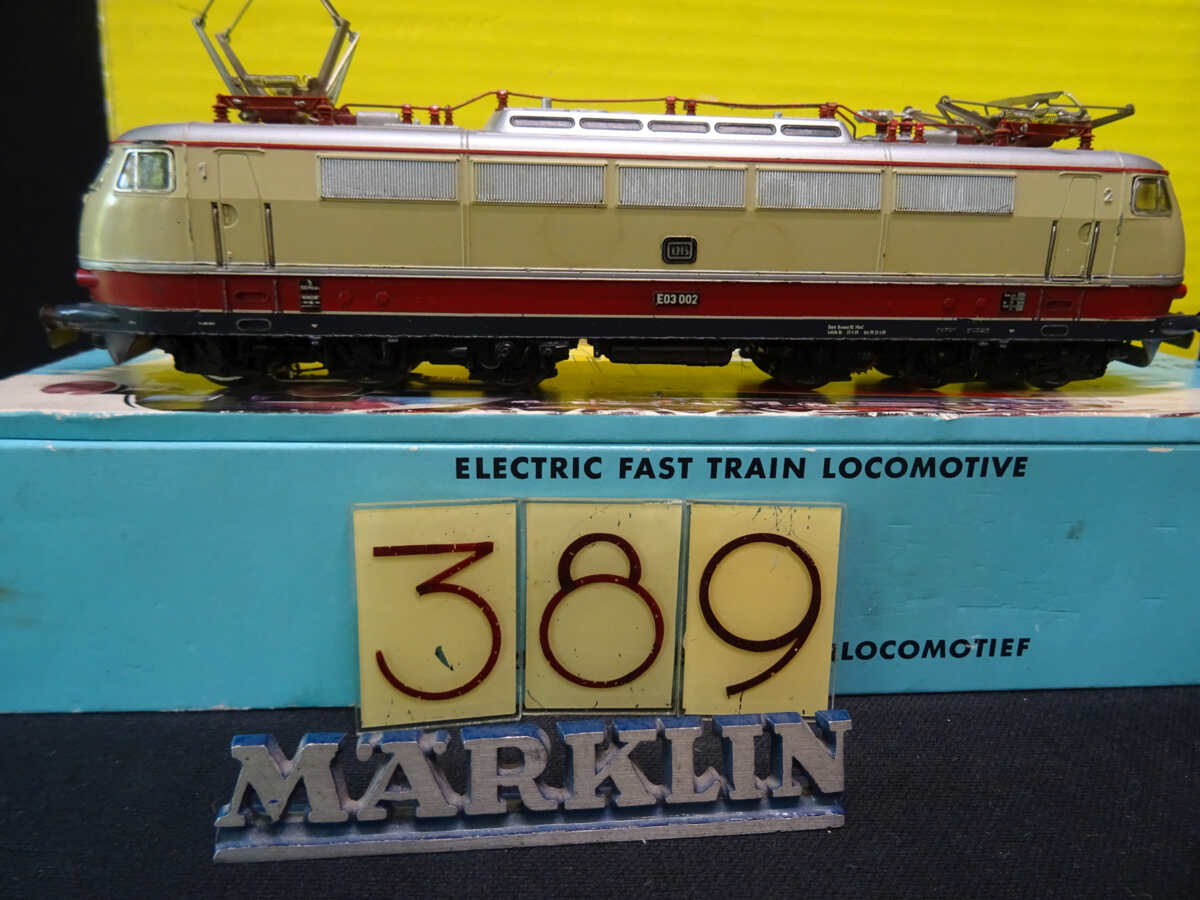 1
2
DB
E03 002
ELECTRIC FAST TRAIN LOCOMOTIVE
389
LOCOMOTIEF
MÄRKLIN